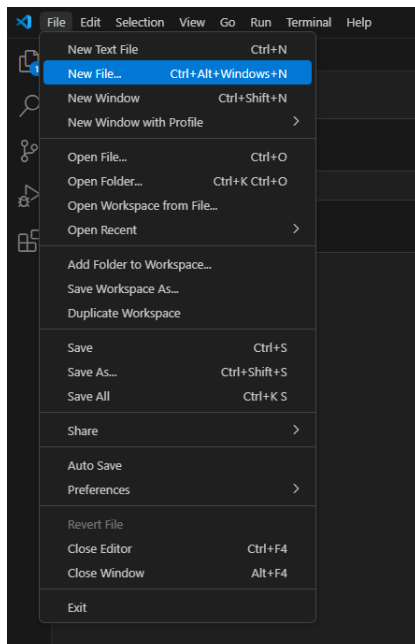 File Edit Selection View Go Run Terminal Help
New Text File Ctrl+N
New File... Ctrl+Alt+Windows+N
New Window Ctrl+Shift+N
New Window with Profile
Open File... Ctrl+O
Open Folder... Ctrl+K Ctrl+O
Open Workspace from File...
Open Recent
Add Folder to Workspace...
Save Workspace As...
Duplicate Workspace
Save Ctrl+S
Save As... Ctrl+Shift+S
Save All Ctrl+K S
Share
Auto Save
Preferences
Revert File
Close Editor Ctrl+F4
Close Window Alt+F4
Exit